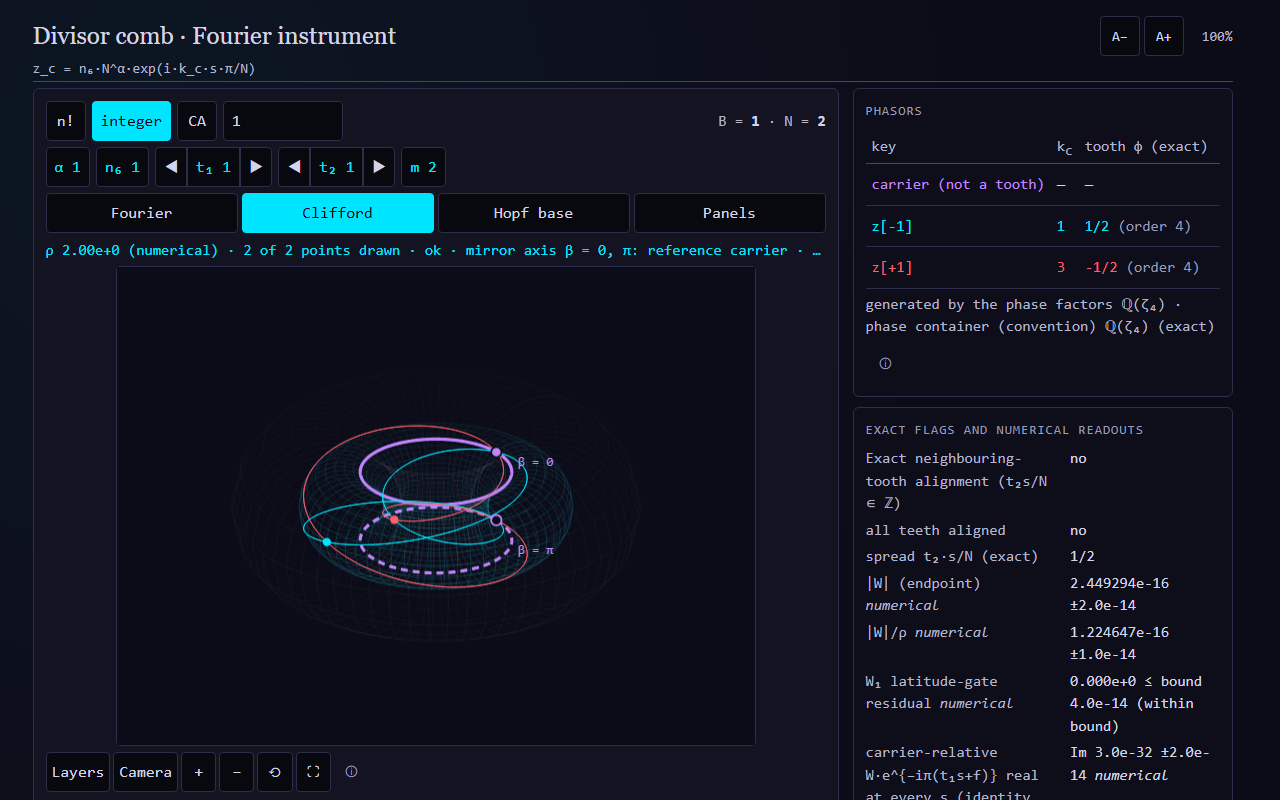 Divisor comb · Fourier instrument
A− A+ 100%
z_c = n₆·N^α·exp(i·k_c·s·π/N)
n! integer CA 1
B = 1 · N = 2
α 1 n₆ 1 ◀ t₁ 1 ▶ ◀ t₂ 1 ▶ m 2
Fourier Clifford Hopf base Panels
ρ 2.00e+0 (numerical) · 2 of 2 points drawn · ok · mirror axis β = 0, π: reference carrier · …
β = 0
β = π
Layers Camera + − ⟲ ⛶ ⓘ
PHASORS
key k_C tooth ϕ (exact)
carrier (not a tooth) — —
z[-1] 1 1/2 (order 4)
z[+1] 3 -1/2 (order 4)
generated by the phase factors ℚ(ζ₄) ·
phase container (convention) ℚ(ζ₄) (exact)
ⓘ
EXACT FLAGS AND NUMERICAL READOUTS
Exact neighbouring- no
tooth alignment (t₂s/N
∈ ℤ)
all teeth aligned no
spread t₂·s/N (exact) 1/2
|W| (endpoint) 2.449294e-16
numerical ±2.0e-14
|W|/ρ numerical 1.224647e-16
±1.0e-14
W₁ latitude-gate 0.000e+0 ≤ bound
residual numerical 4.0e-14 (within
bound)
carrier-relative Im 3.0e-32 ±2.0e-
W·e^{−iπ(t₁s+f)} real 14 numerical
at every s (identity